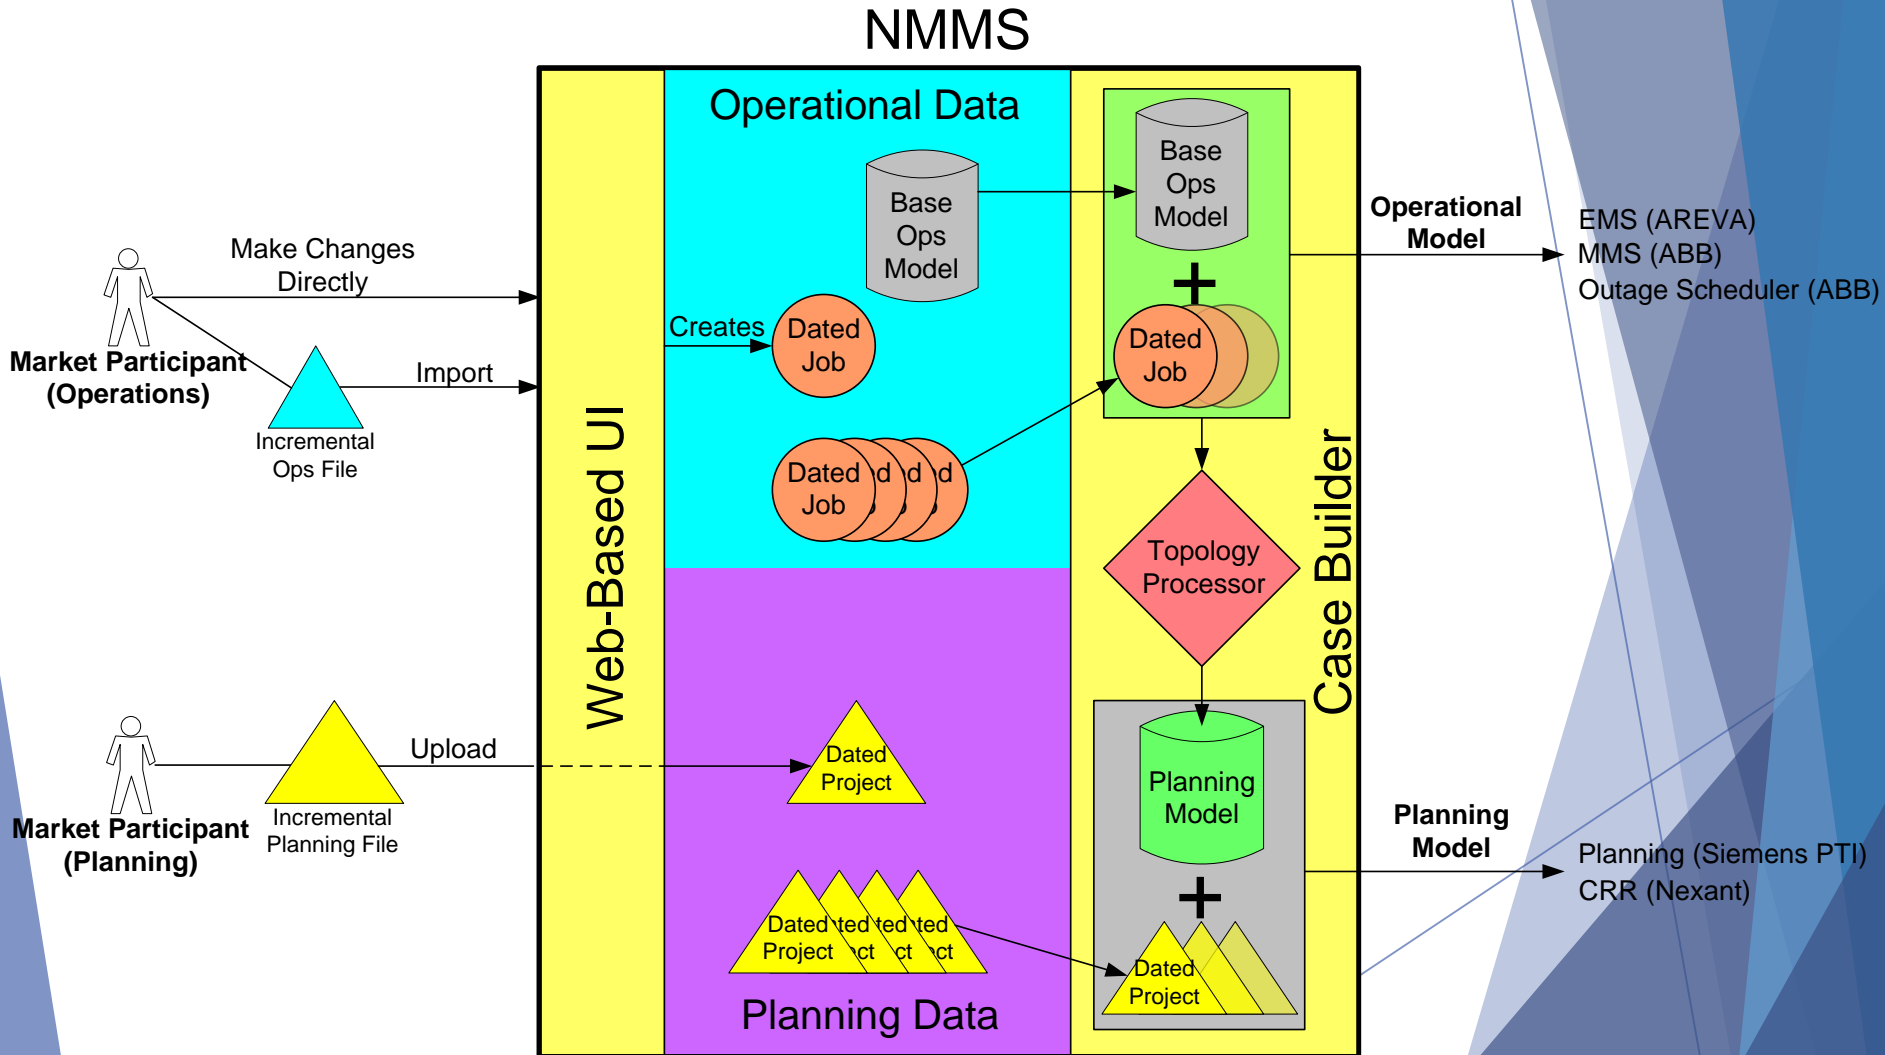 NMMS
Operational Data
Base
Ops
Model
Base
Ops
Model
Make Changes
Directly
Market Participant
(Operations)
Import
Incremental
Ops File
Creates
Dated
Job
Dated
Job
Dated
Job
Operational
Model
EMS (AREVA)
MMS (ABB)
Outage Scheduler (ABB)
Web-Based UI
Case Builder
Topology
Processor
Upload
Market Participant
(Planning)
Incremental
Planning File
Dated
Project
Dated
Project
Planning Data
Planning
Model
Dated
Project
Planning
Model
Planning (Siemens PTI)
CRR (Nexant)